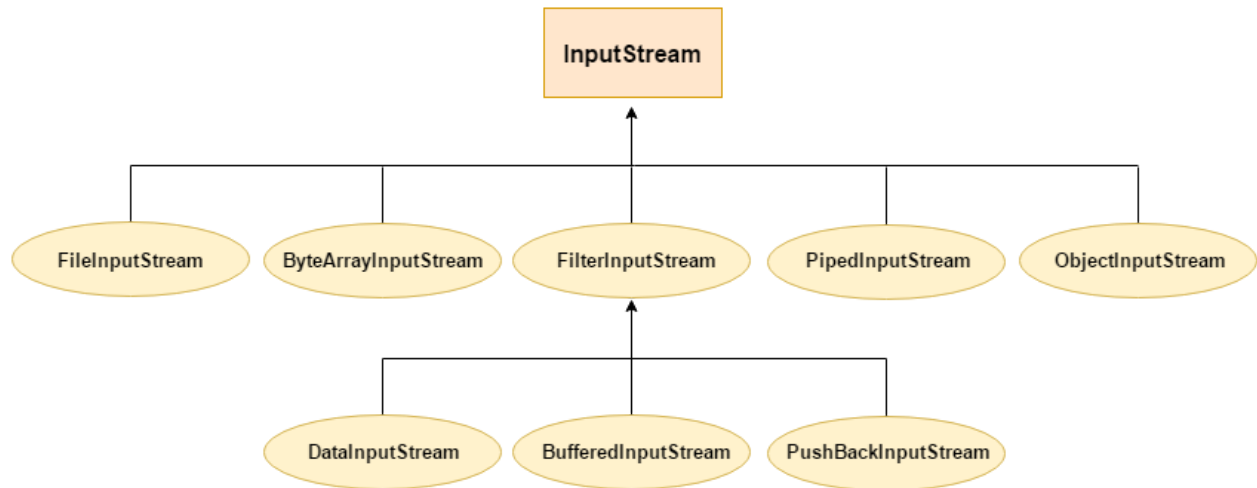 InputStream
FileInputStream
ByteArrayInputStream
FilterInputStream
PipedInputStream
ObjectInputStream
DataInputStream
BufferedInputStream
PushBackInputStream